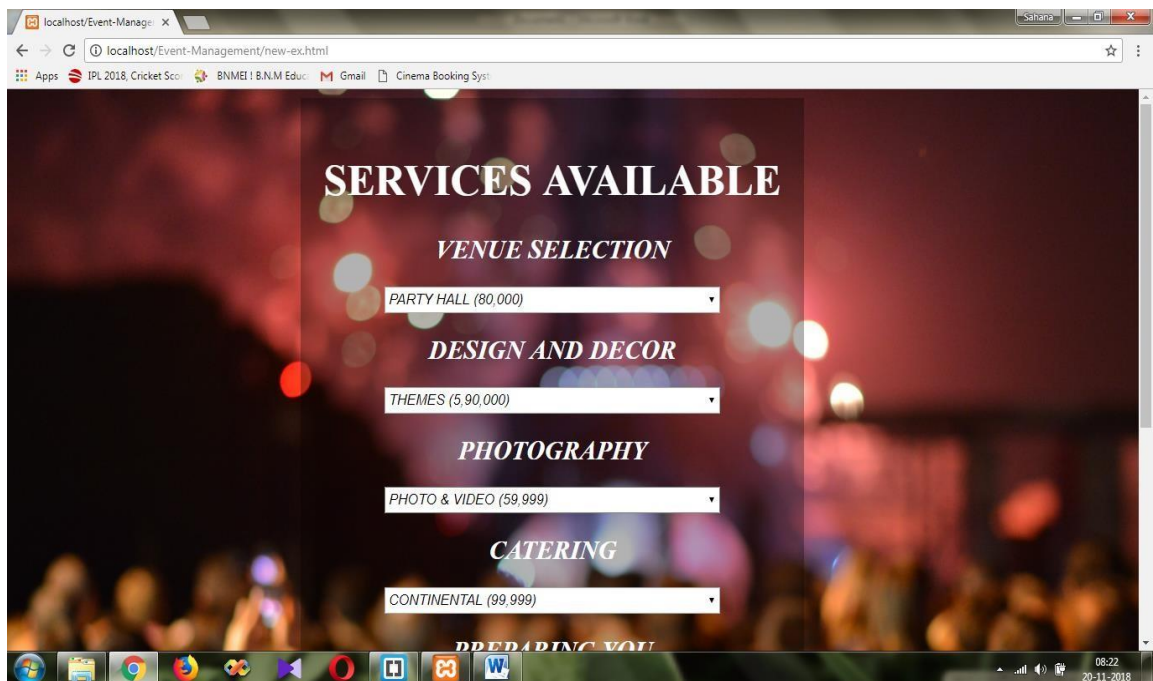 localhost/Event-Manage
Sahana
localhost/Event-Management/new-ex.html
Apps IPL 2018, Cricket Sco BNMEI ! B.N.M Educ Gmail Cinema Booking Syst
SERVICES AVAILABLE
VENUE SELECTION
PARTY HALL (80,000)
DESIGN AND DECOR
THEMES (5,90,000)
PHOTOGRAPHY
PHOTO & VIDEO (59,999)
CATERING
CONTINENTAL (99,999)
PREPARING YOU
08:22
20-11-2018